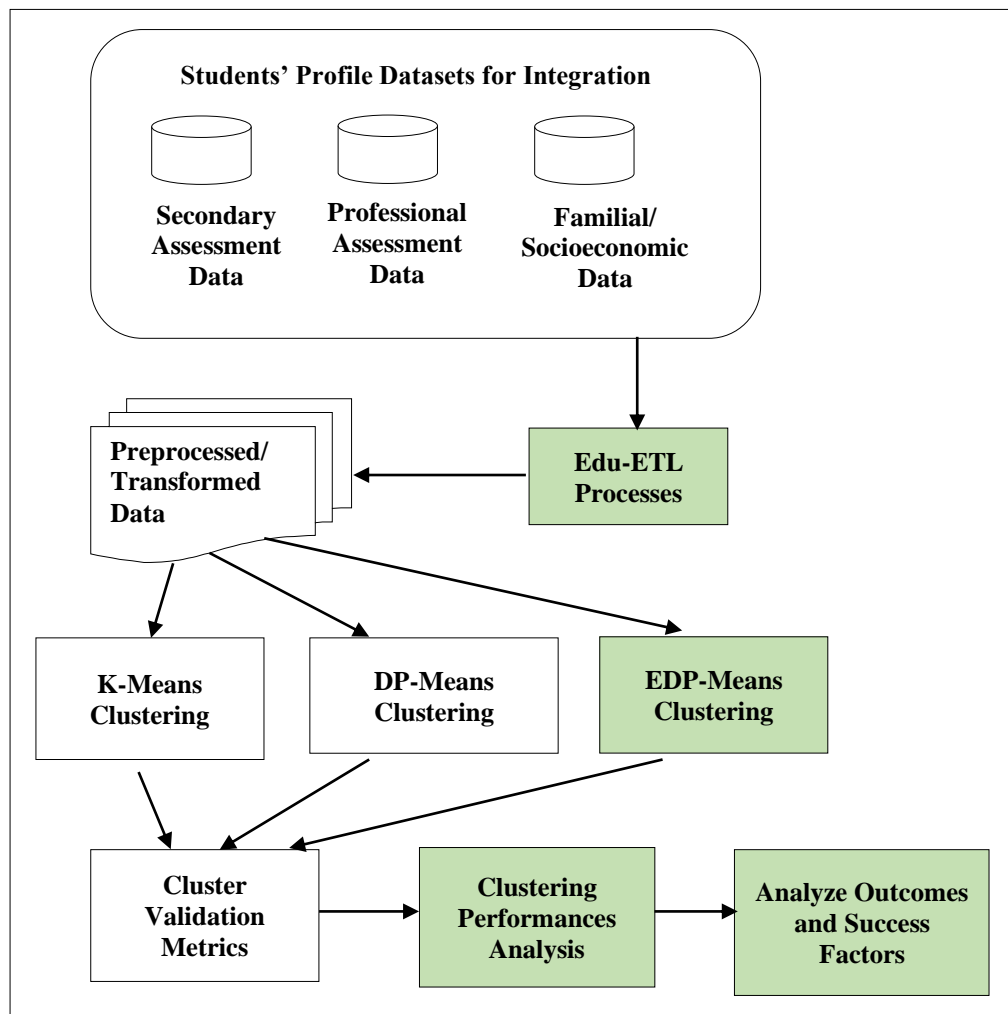 Students’ Profile Datasets for Integration
Secondary
Assessment
Data
Professional
Assessment
Data
Familial/
Socioeconomic
Data
Preprocessed/
Transformed
Data
Edu-ETL
Processes
K-Means
Clustering
DP-Means
Clustering
EDP-Means
Clustering
Cluster
Validation
Metrics
Clustering
Performances
Analysis
Analyze Outcomes
and Success
Factors